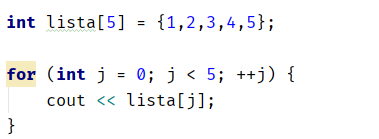 int lista[5] = {1,2,3,4,5};
for (int j = 0; j < 5; ++j) {
    cout << lista[j];
}